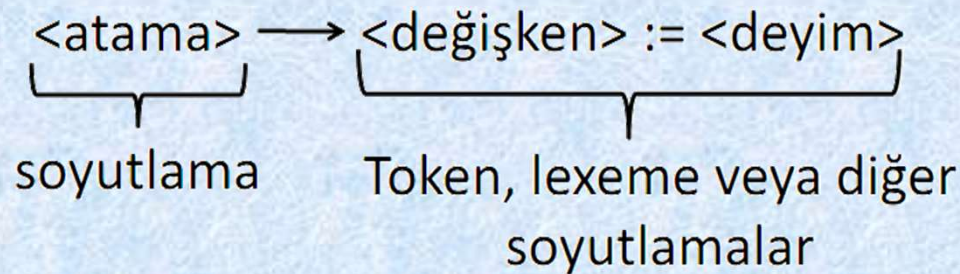 <atama> → <değişken> := <deyim>
soyutlama
Token, lexeme veya diğer
soyutlamalar